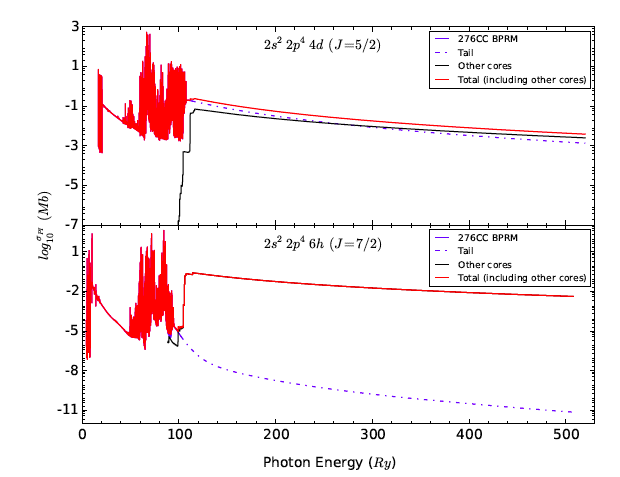 3
1
-1
-3
-5
-7
2s² 2p⁴ 4d (J=5/2)
276CC BPRM
Tail
Other cores
Total (including other cores)
log₁₀ σ_PI (Mb)
1
-2
-5
-8
-11
2s² 2p⁴ 6h (J=7/2)
276CC BPRM
Tail
Other cores
Total (including other cores)
0 100 200 300 400 500
Photon Energy (Ry)